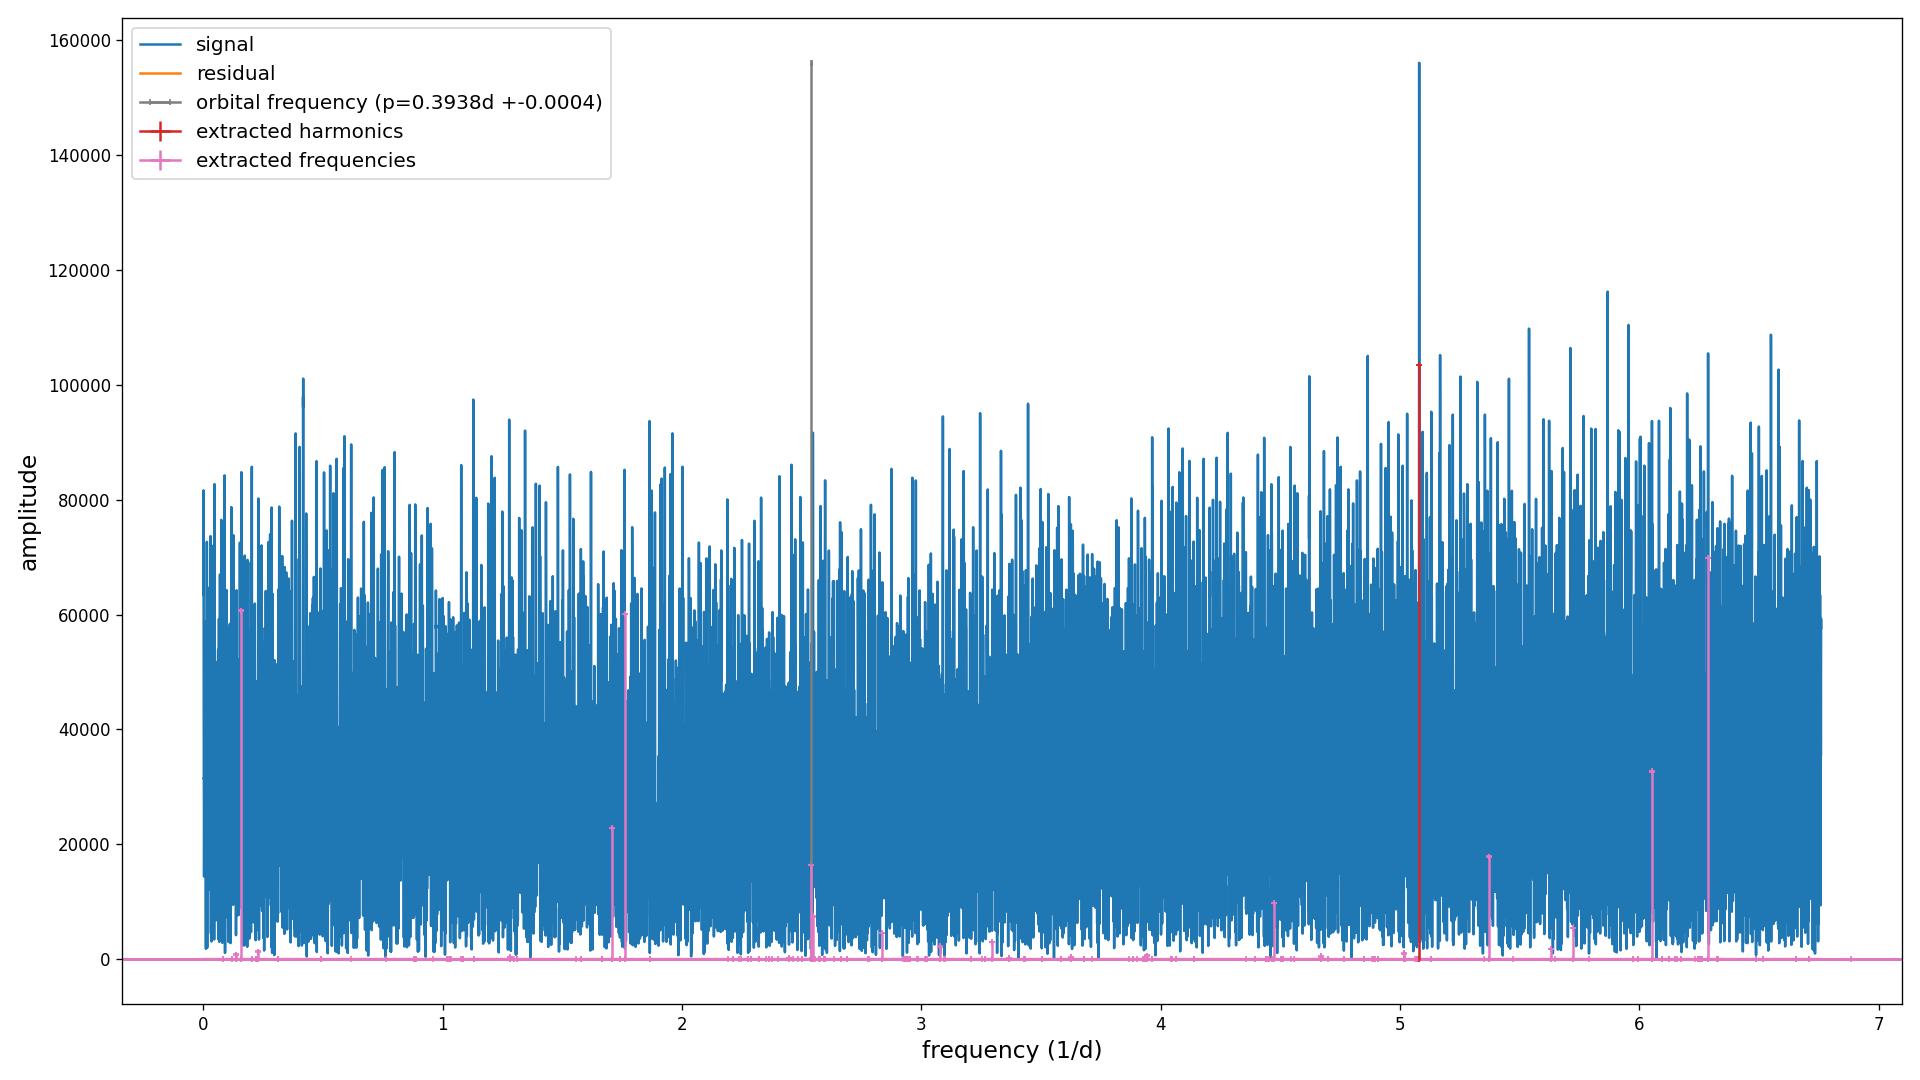 160000
140000
120000
100000
80000
60000
40000
20000
0
amplitude
signal
residual
orbital frequency (p=0.3938d +-0.0004)
extracted harmonics
extracted frequencies
0 1 2 3 4 5 6 7
frequency (1/d)